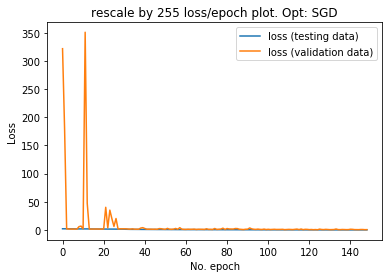 rescale by 255 loss/epoch plot. Opt: SGD
loss (testing data)
loss (validation data)
350
300
250
200
150
100
50
0
Loss
0 20 40 60 80 100 120 140
No. epoch